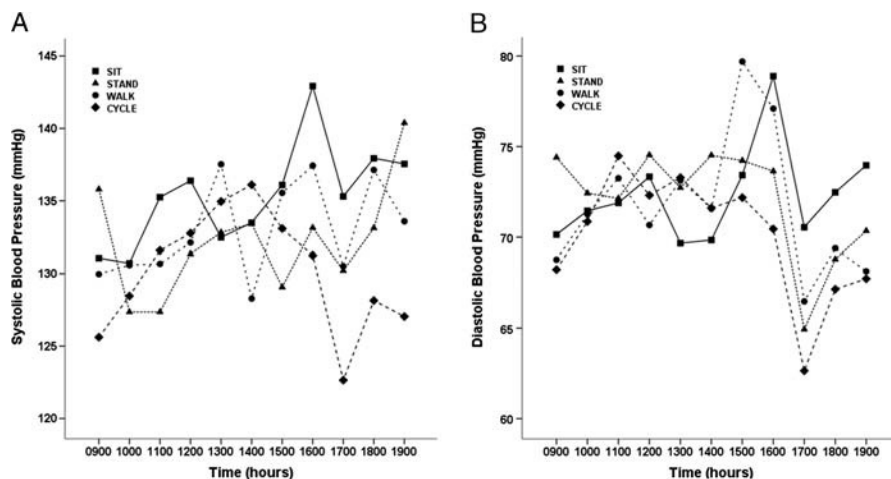 A
SIT
STAND
WALK
CYCLE
145
140
135
130
125
120
Systolic Blood Pressure (mmHg)
0900 1000 1100 1200 1300 1400 1500 1600 1700 1800 1900
Time (hours)
B
SIT
STAND
WALK
CYCLE
80
75
70
65
60
Diastolic Blood Pressure (mmHg)
0900 1000 1100 1200 1300 1400 1500 1600 1700 1800 1900
Time (hours)